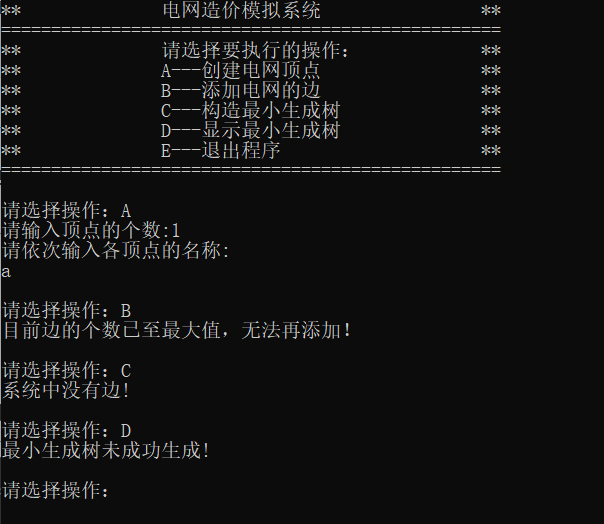 **              电网造价模拟系统                **
==================================================
**              请选择要执行的操作:             **
**              A---创建电网顶点                **
**              B---添加电网的边                **
**              C---构造最小生成树              **
**              D---显示最小生成树              **
**              E---退出程序                    **
==================================================
请选择操作: A
请输入顶点的个数:1
请依次输入各顶点的名称:
a
请选择操作: B
目前边的个数已至最大值，无法再添加！
请选择操作: C
系统中没有边!
请选择操作: D
最小生成树未成功生成!
请选择操作: